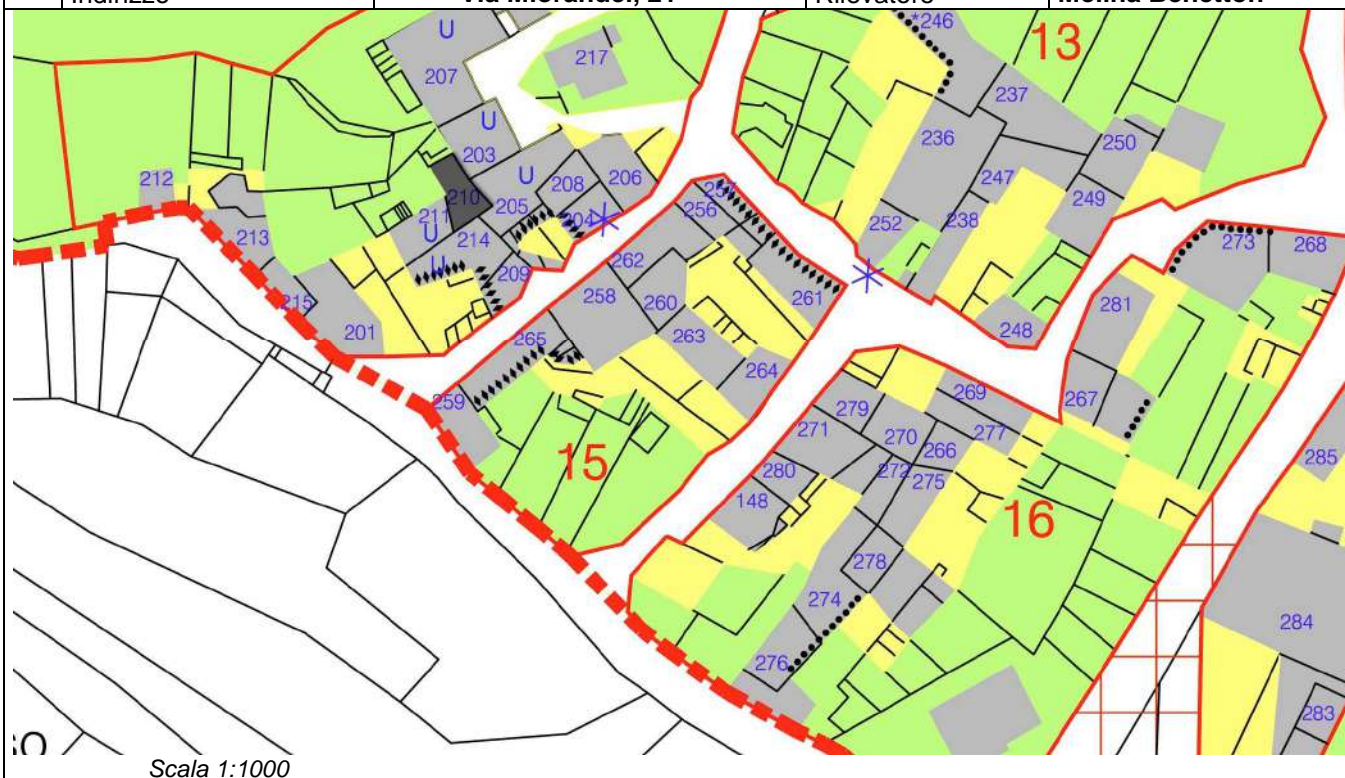 Indirizzo Via Miorandei, 21 Rilevatore Molina Benetton
*246 13
U 217
207 237
U 236 250
203
212 U 208 206 257 247 249
210 205 204 256 252 238
211 U 214
213 U 209 262 273 268
258 260 261 281
215 201 265 263 248
264 267
259 269
279 277
271 270 266
15 280 272 275 285
148 16
278
274 284
276
283
SO
Scala 1:1000